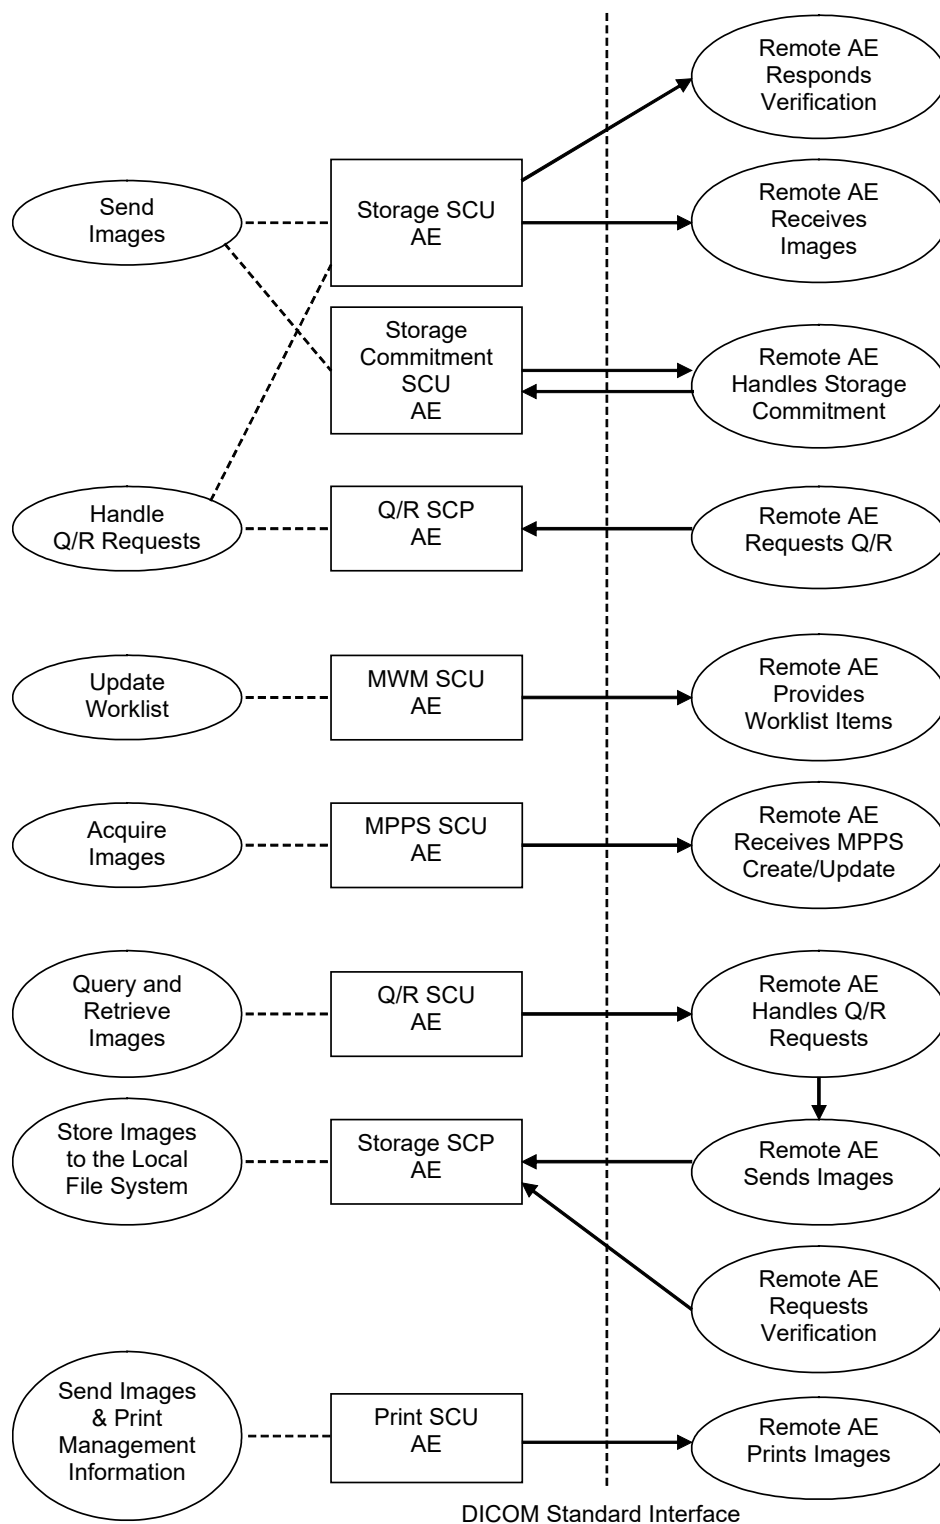 Remote AE
Responds
Verification
Send
Images
Storage SCU
AE
Remote AE
Receives
Images
Storage
Commitment
SCU
AE
Remote AE
Handles Storage
Commitment
Handle
Q/R Requests
Q/R SCP
AE
Remote AE
Requests Q/R
Update
Worklist
MWM SCU
AE
Remote AE
Provides
Worklist Items
Acquire
Images
MPPS SCU
AE
Remote AE
Receives MPPS
Create/Update
Query and
Retrieve
Images
Q/R SCU
AE
Remote AE
Handles Q/R
Requests
Store Images
to the Local
File System
Storage SCP
AE
Remote AE
Sends Images
Remote AE
Requests
Verification
Send Images
& Print
Management
Information
Print SCU
AE
Remote AE
Prints Images
DICOM Standard Interface